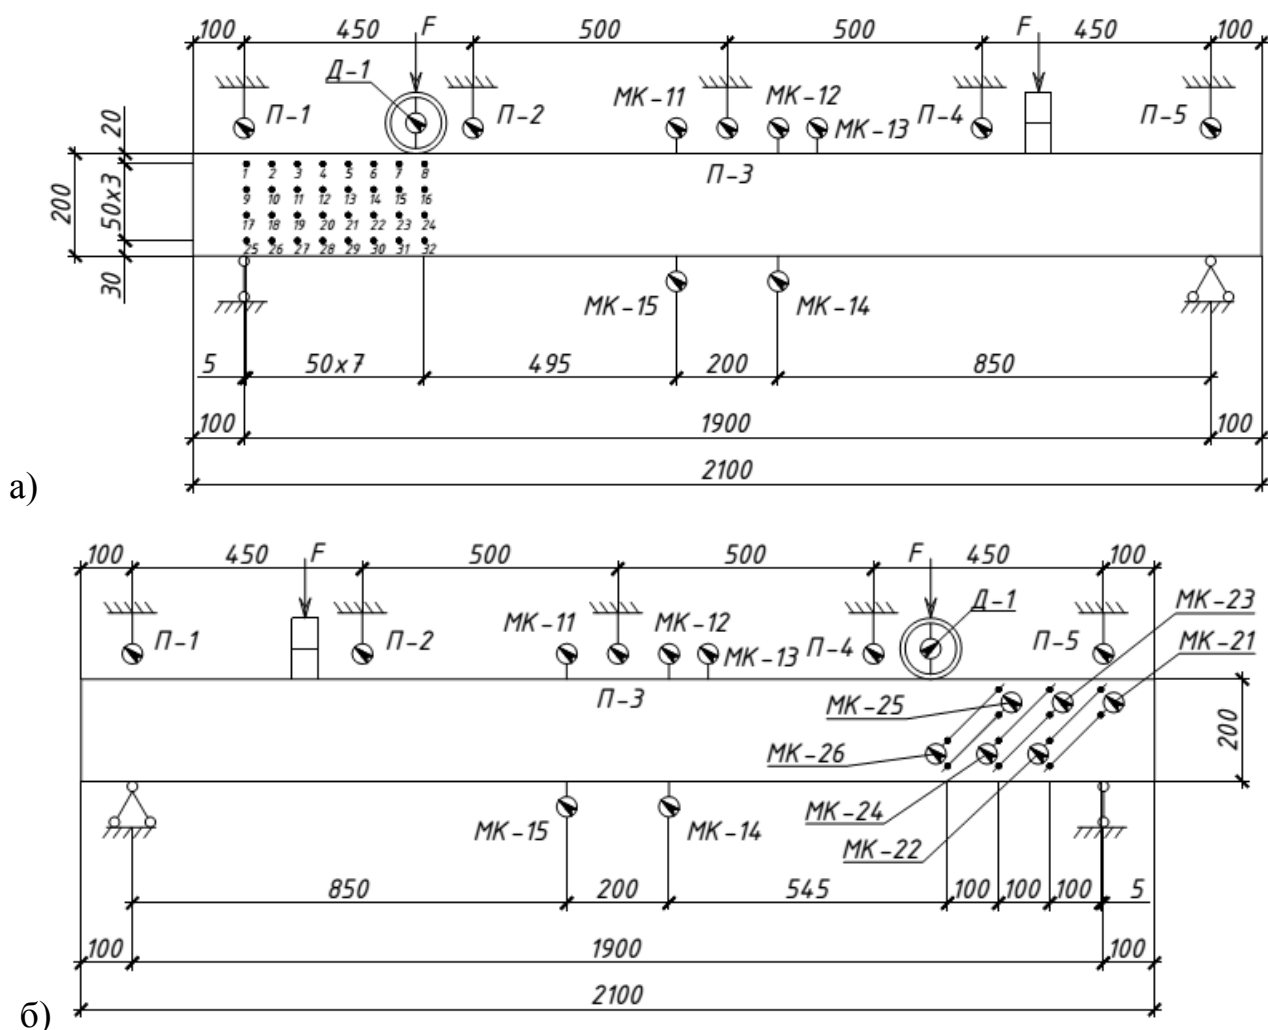 100 450 F 500 500 F 450 100
Д-1
МК-11 МК-12
П-1 П-2 МК-13 П-4 П-5
20
П-3
1 2 3 4 5 6 7 8
50x3
200
9 10 11 12 13 14 15 16
17 18 19 20 21 22 23 24
25 26 27 28 29 30 31 32
30
МК-15 МК-14
5 50x7 495 200 850
100 1900 100
2100
а)
100 450 F 500 500 F 450 100
Д-1 МК-23
МК-11 МК-12
П-1 П-2 МК-13 П-4 П-5 МК-21
П-3 МК-25
200
МК-26
МК-15 МК-14 МК-24
МК-22
850 200 545 100 100 100 5
100 1900 100
2100
б)